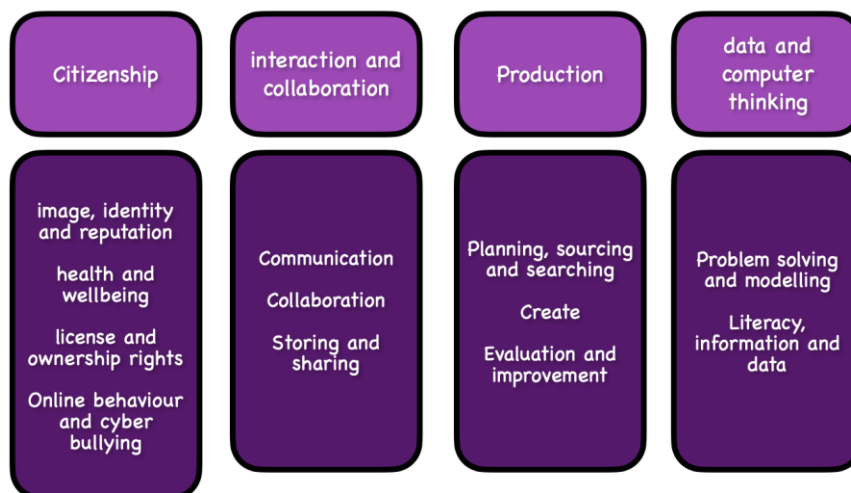 Citizenship
interaction and
collaboration
Production
data and
computer
thinking
image, identity
and reputation
health and
wellbeing
license and
ownership rights
Online behaviour
and cyber
bullying
Communication
Collaboration
Storing and
sharing
Planning, sourcing
and searching
Create
Evaluation and
improvement
Problem solving
and modelling
Literacy,
information and
data